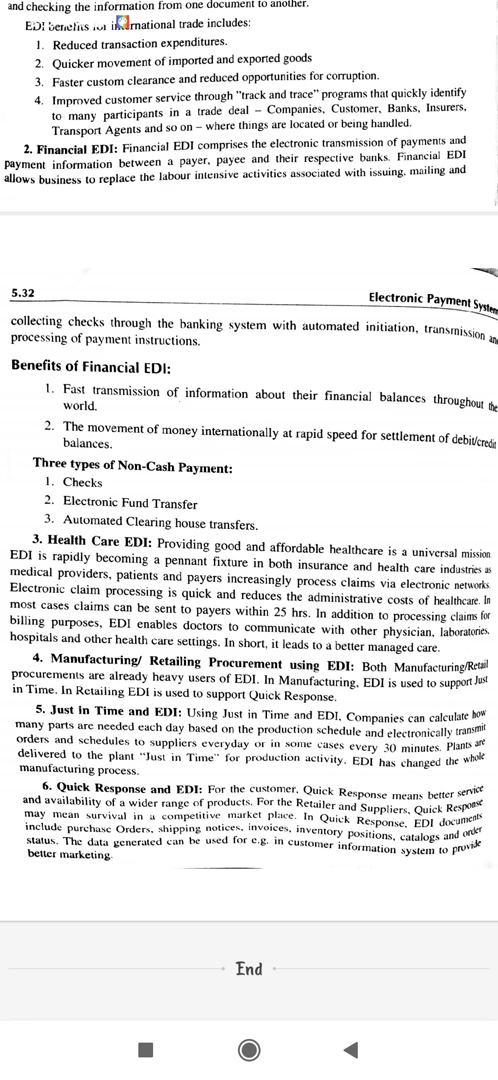 and checking the information from one document to another.
EDI benefits for international trade includes:
1. Reduced transaction expenditures.
2. Quicker movement of imported and exported goods
3. Faster custom clearance and reduced opportunities for corruption.
4. Improved customer service through "track and trace" programs that quickly identify
to many participants in a trade deal – Companies, Customer, Banks, Insurers,
Transport Agents and so on – where things are located or being handled.
2. Financial EDI: Financial EDI comprises the electronic transmission of payments and
payment information between a payer, payee and their respective banks. Financial EDI
allows business to replace the labour intensive activities associated with issuing, mailing and
5.32
Electronic Payment System
collecting checks through the banking system with automated initiation, transmission an
processing of payment instructions.
Benefits of Financial EDI:
1. Fast transmission of information about their financial balances throughout the
world.
2. The movement of money internationally at rapid speed for settlement of debit/credit
balances.
Three types of Non-Cash Payment:
1. Checks
2. Electronic Fund Transfer
3. Automated Clearing house transfers.
3. Health Care EDI: Providing good and affordable healthcare is a universal mission
EDI is rapidly becoming a pennant fixture in both insurance and health care industries as
medical providers, patients and payers increasingly process claims via electronic networks.
Electronic claim processing is quick and reduces the administrative costs of healthcare. In
most cases claims can be sent to payers within 25 hrs. In addition to processing claims for
billing purposes, EDI enables doctors to communicate with other physician, laboratories,
hospitals and other health care settings. In short, it leads to a better managed care.
4. Manufacturing/ Retailing Procurement using EDI: Both Manufacturing/Retail
procurements are already heavy users of EDI. In Manufacturing, EDI is used to support Just
in Time. In Retailing EDI is used to support Quick Response.
5. Just in Time and EDI: Using Just in Time and EDI, Companies can calculate how
many parts are needed each day based on the production schedule and electronically transmit
orders and schedules to suppliers everyday or in some cases every 30 minutes. Plants are
delivered to the plant "Just in Time" for production activity. EDI has changed the whole
manufacturing process.
6. Quick Response and EDI: For the customer, Quick Response means better service
and availability of a wider range of products. For the Retailer and Suppliers, Quick Response
may mean survival in a competitive market place. In Quick Response, EDI documents
include purchase Orders, shipping notices, invoices, inventory positions, catalogs and order
status. The data generated can be used for e.g. in customer information system to provide
better marketing.
End